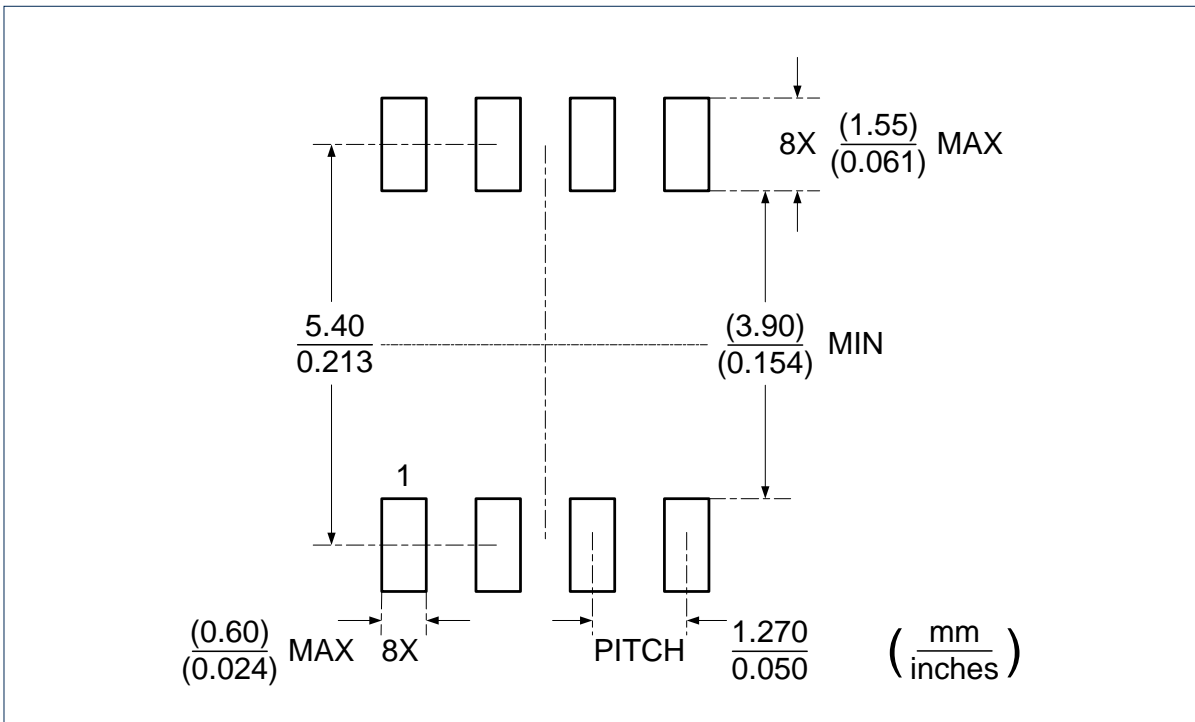 8X (1.55) MAX
(0.061)
5.40
0.213
(3.90) MIN
(0.154)
1
(0.60) MAX 8X
(0.024)
PITCH 1.270
0.050
(mm
inches)